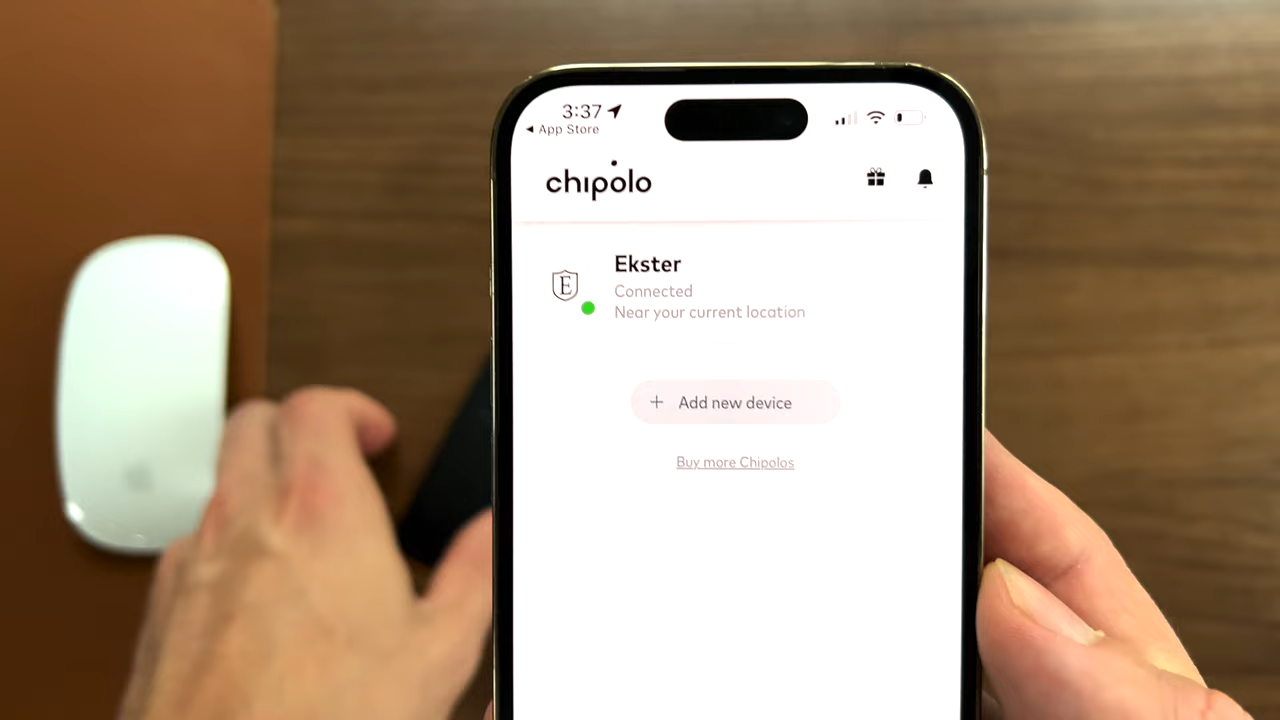 3:37
◂ App Store
chipolo
E
Ekster
Connected
Near your current location
+ Add new device
Buy more Chipolos